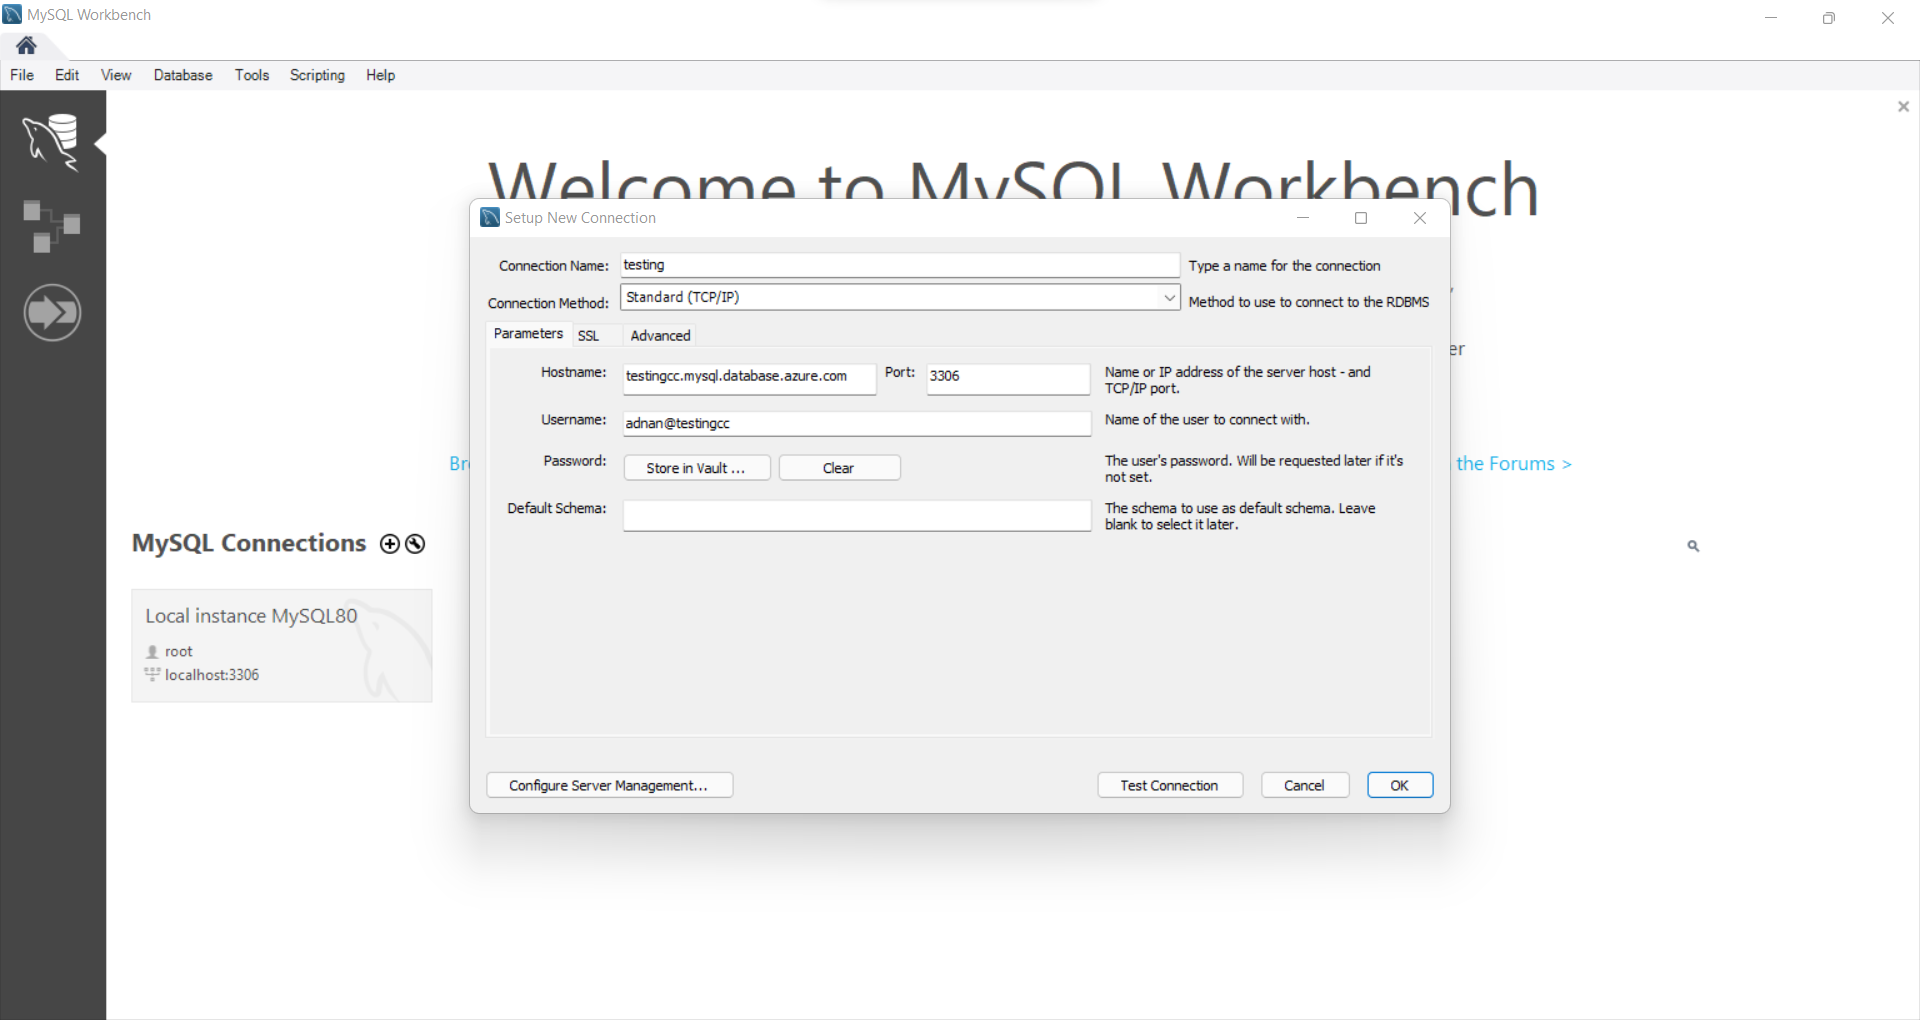 MySQL Workbench
File Edit View Database Tools Scripting Help
Welcome to MySQL Workbench
Setup New Connection
Connection Name: testing Type a name for the connection
Connection Method: Standard (TCP/IP) Method to use to connect to the RDBMS
Parameters SSL Advanced
Hostname: testingcc.mysql.database.azure.com Port: 3306 Name or IP address of the server host - and
TCP/IP port.
Username: adnan@testingcc Name of the user to connect with.
Password: Store in Vault ... Clear The user's password. Will be requested later if it's
not set.
Default Schema: The schema to use as default schema. Leave
blank to select it later.
the Forums >
MySQL Connections
Local instance MySQL80
root
localhost:3306
Configure Server Management... Test Connection Cancel OK